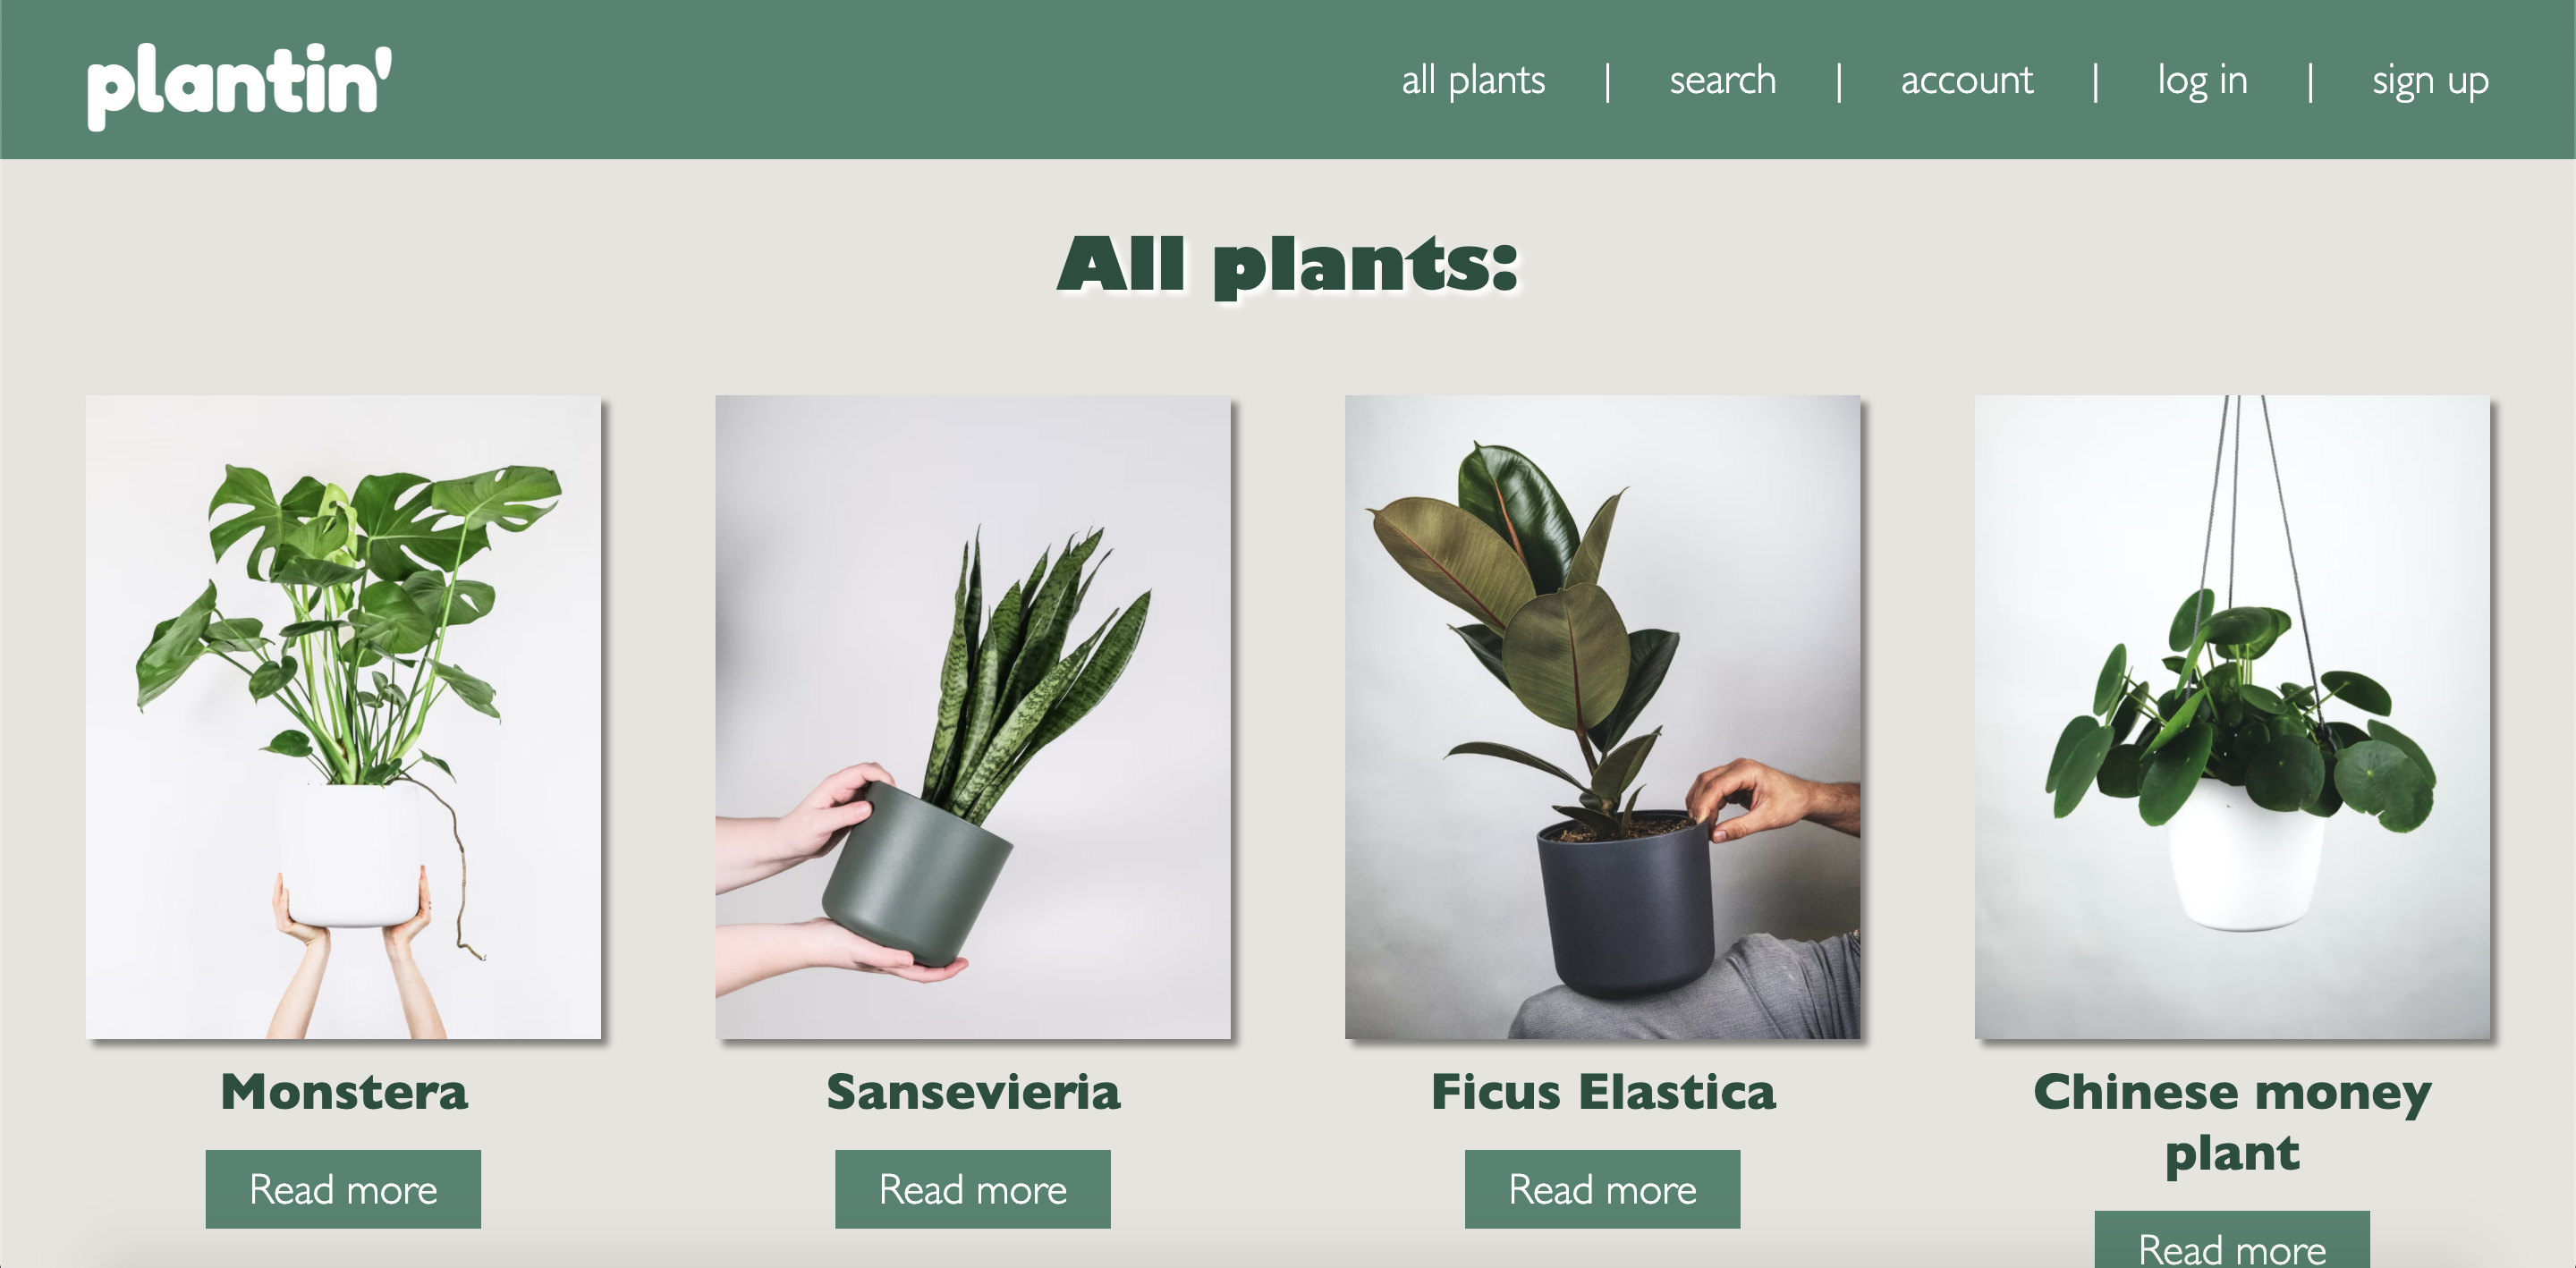 plantin'
all plants | search | account | log in | sign up
All plants:
Monstera
Sansevieria
Ficus Elastica
Chinese money
plant
Read more
Read more
Read more
Read more